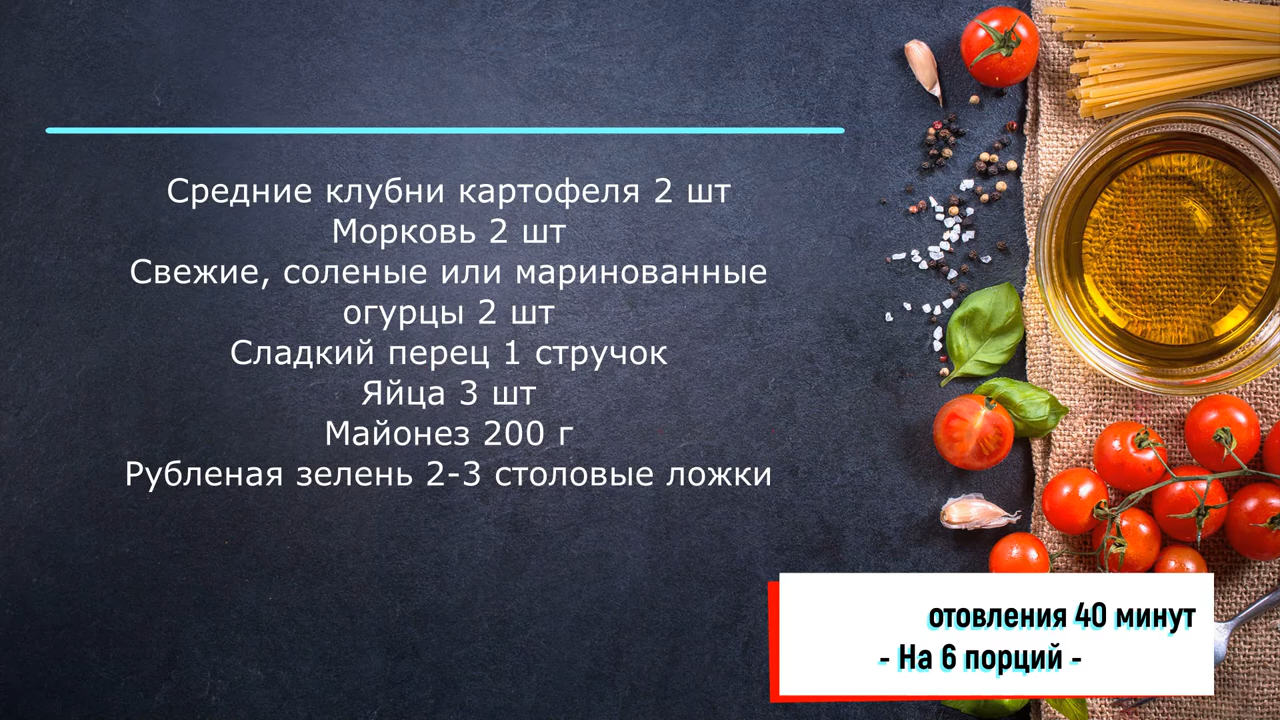 Средние клубни картофеля 2 шт
Морковь 2 шт
Свежие, соленые или маринованные
огурцы 2 шт
Сладкий перец 1 стручок
Яйца 3 шт
Майонез 200 г
Рубленая зелень 2-3 столовые ложки
отовления 40 минут
- На 6 порций -